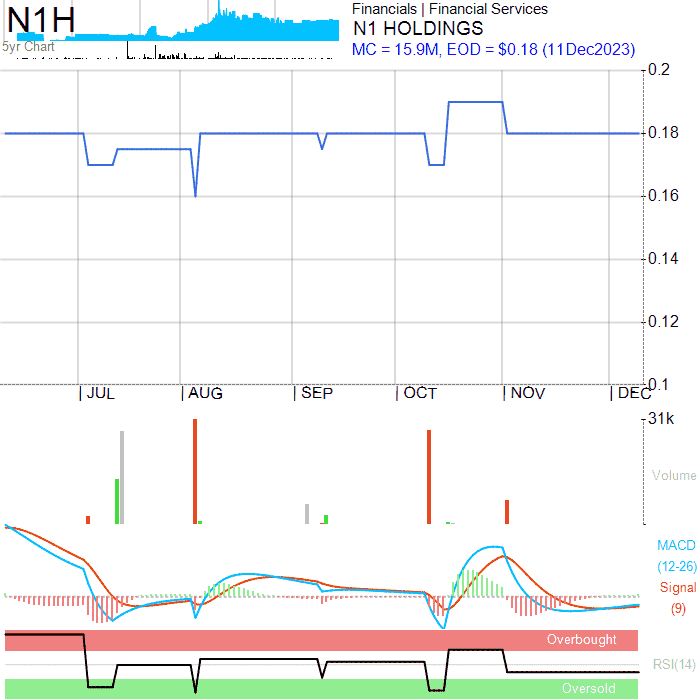 N1H
5yr Chart
Financials | Financial Services
N1 HOLDINGS
MC = 15.9M, EOD = $0.18 (11Dec2023)
0.2
0.18
0.16
0.14
0.12
0.1
JUL AUG SEP OCT NOV DEC
31k
Volume
MACD
(12-26)
Signal
(9)
Overbought
RSI(14)
Oversold